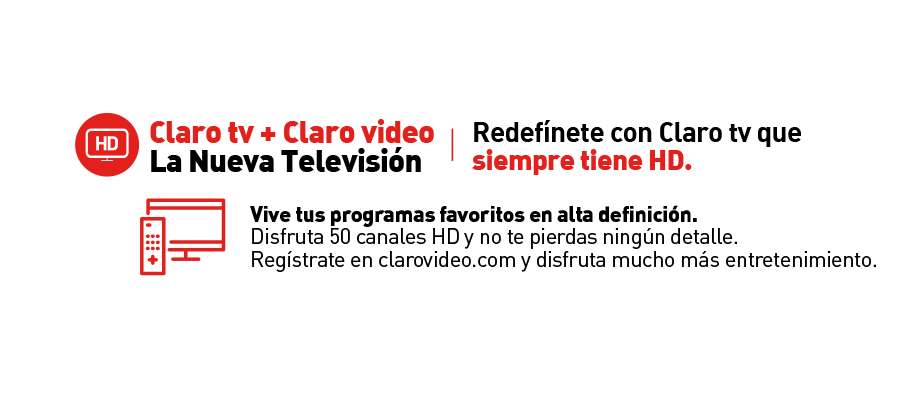 HD
Claro tv + Claro video
La Nueva Televisión
Redefínete con Claro tv que
siempre tiene HD.
Vive tus programas favoritos en alta definición.
Disfruta 50 canales HD y no te pierdas ningún detalle.
Regístrate en clarovideo.com y disfruta mucho más entretenimiento.